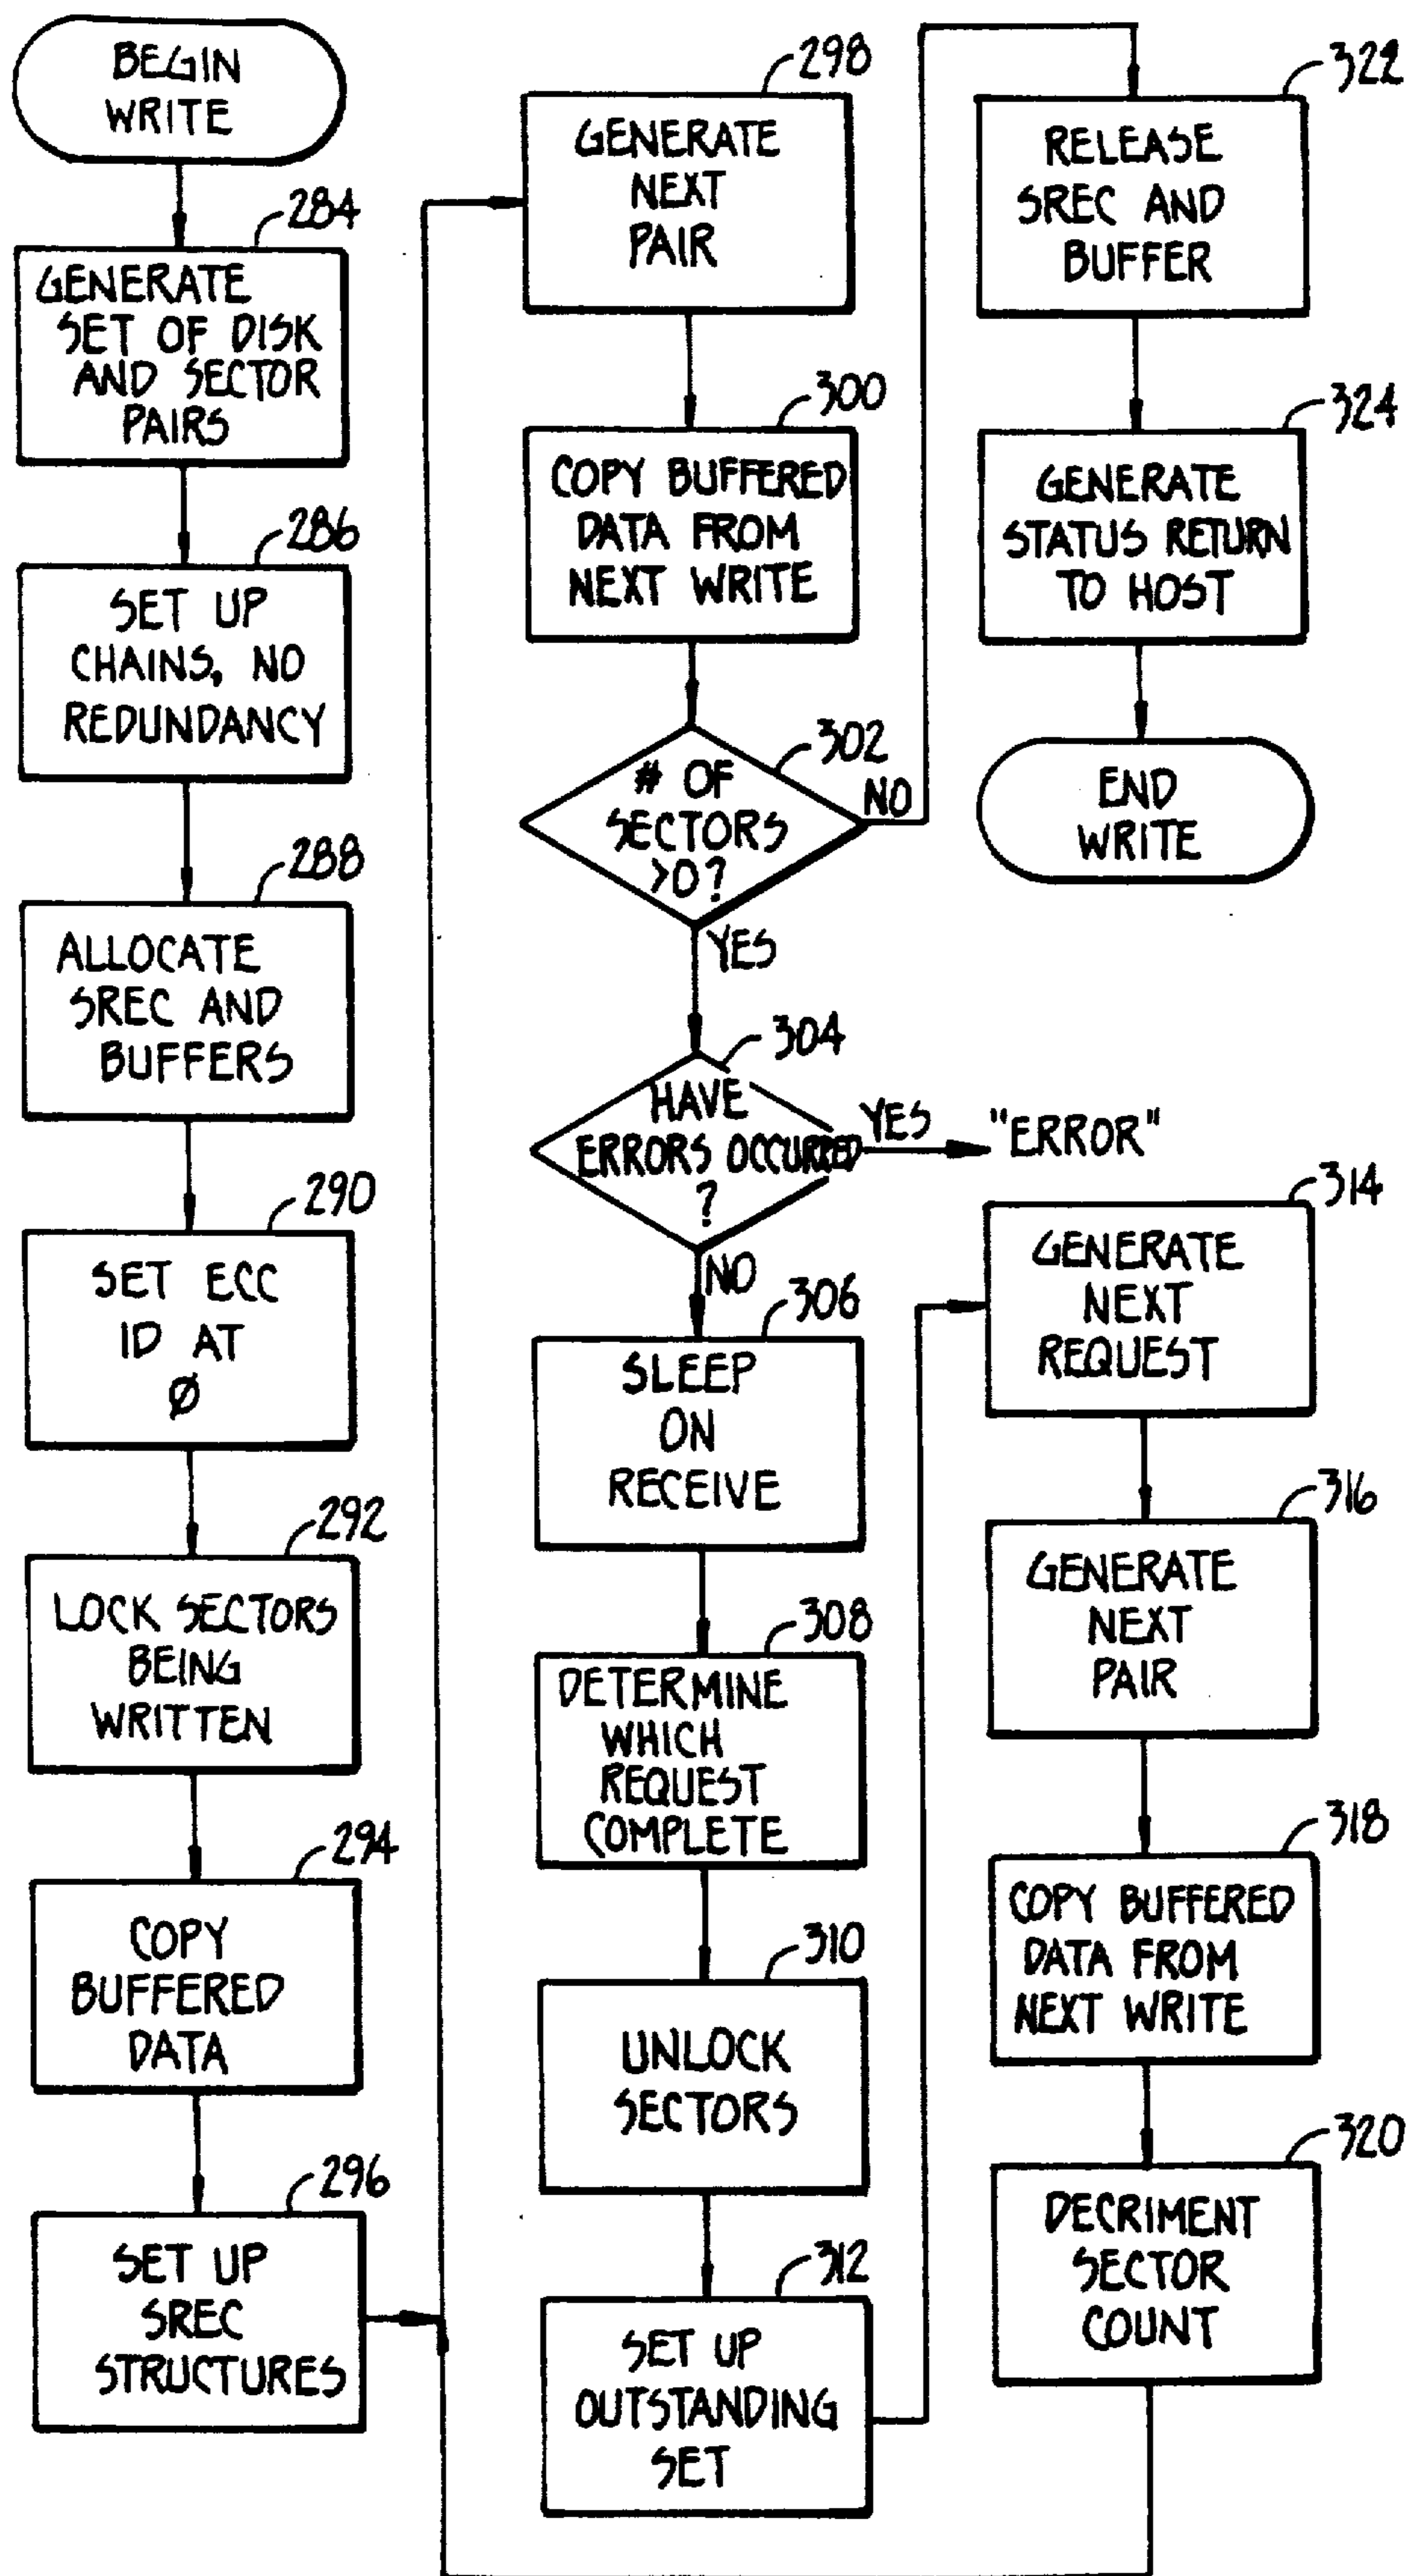 BEGIN
WRITE
284
GENERATE
SET OF DISK
AND SECTOR
PAIRS
286
SET UP
CHAINS, NO
REDUNDANCY
288
ALLOCATE
SREC AND
BUFFERS
290
SET ECC
ID AT
Ø
292
LOCK SECTORS
BEING
WRITTEN
294
COPY
BUFFERED
DATA
296
SET UP
SREC
STRUCTURES
298
GENERATE
NEXT
PAIR
300
COPY BUFFERED
DATA FROM
NEXT WRITE
302
# OF
SECTORS
>0?
NO
YES
304
HAVE
ERRORS OCCURRED
?
YES
"ERROR"
NO
306
SLEEP
ON
RECEIVE
308
DETERMINE
WHICH
REQUEST
COMPLETE
310
UNLOCK
SECTORS
312
SET UP
OUTSTANDING
SET
314
GENERATE
NEXT
REQUEST
316
GENERATE
NEXT
PAIR
318
COPY BUFFERED
DATA FROM
NEXT WRITE
320
DECRIMENT
SECTOR
COUNT
322
RELEASE
SREC AND
BUFFER
324
GENERATE
STATUS RETURN
TO HOST
END
WRITE